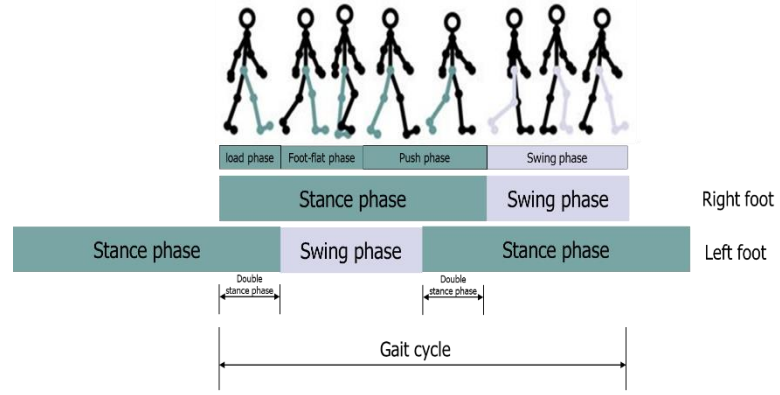 load phase Foot-flat phase Push phase Swing phase
Stance phase Swing phase Right foot
Stance phase Swing phase Stance phase Left foot
Double
stance phase
Double
stance phase
Gait cycle